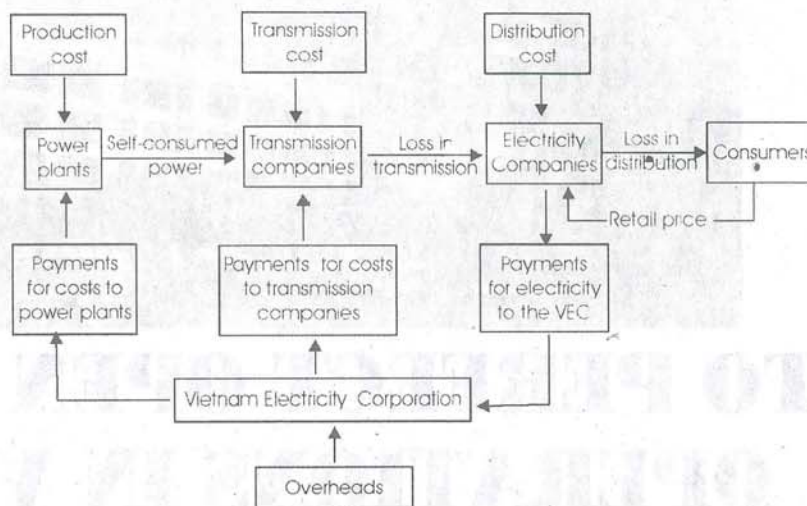 Production
cost
Transmission
cost
Distribution
cost
Power
plants
Self-consumed
power
Transmission
companies
Loss in
transmission
Electricity
Companies
Loss in
distribution
Consumers
Retail price
Payments
for costs to
power plants
Payments for costs
to transmission
companies
Payments
for electricity
to the VEC
Vietnam Electricity Corporation
Overheads